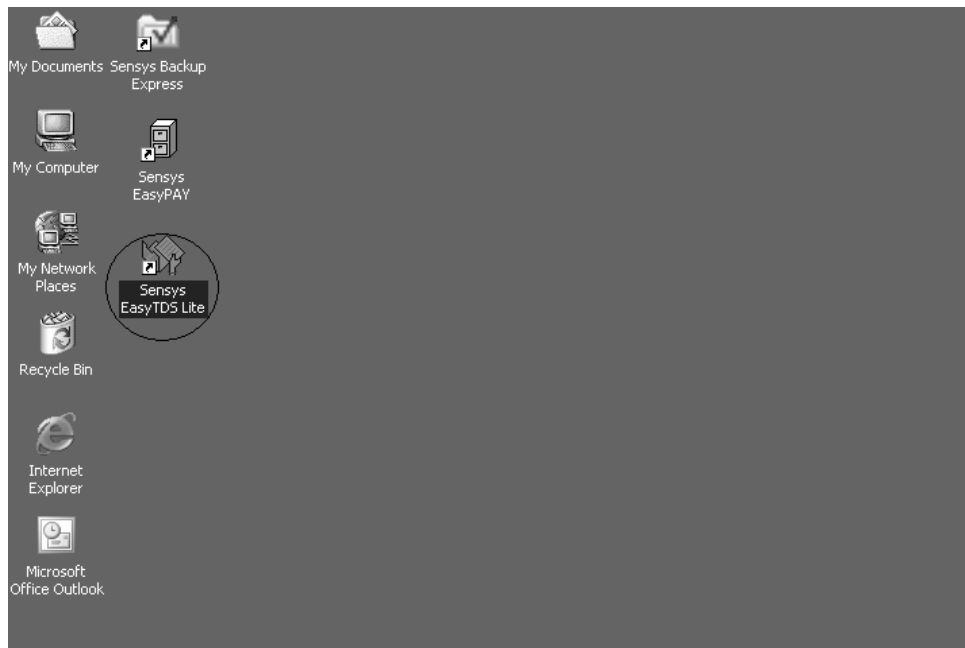 My Documents
Sensys Backup
Express
My Computer
Sensys
EasyPAY
My Network
Places
Sensys
EasyTDS Lite
Recycle Bin
Internet
Explorer
Microsoft
Office Outlook